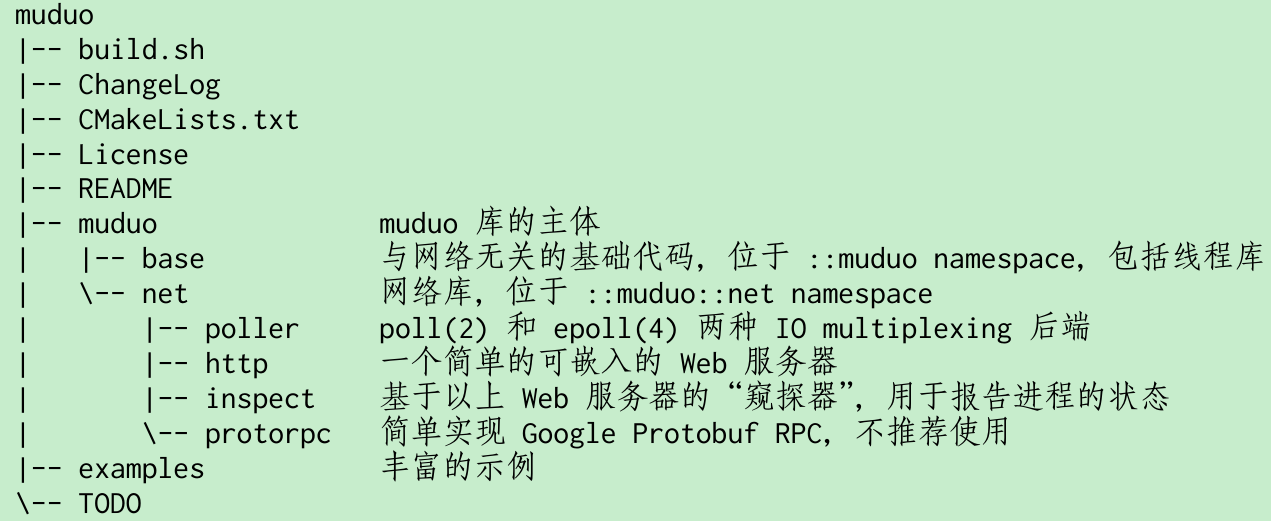 muduo
|-- build.sh
|-- ChangeLog
|-- CMakeLists.txt
|-- License
|-- README
|-- muduo              muduo 库的主体
|   |-- base           与网络无关的基础代码, 位于 ::muduo namespace, 包括线程库
|   \-- net            网络库, 位于 ::muduo::net namespace
|       |-- poller     poll(2) 和 epoll(4) 两种 IO multiplexing 后端
|       |-- http       一个简单的可嵌入的 Web 服务器
|       |-- inspect    基于以上 Web 服务器的“窥探器”, 用于报告进程的状态
|       \-- protorpc   简单实现 Google Protobuf RPC, 不推荐使用
|-- examples           丰富的示例
\-- TODO